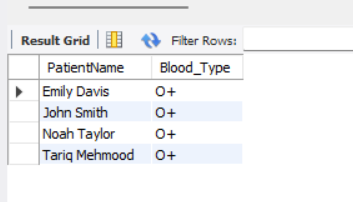 Result Grid Filter Rows:
PatientName Blood_Type
Emily Davis O+
John Smith O+
Noah Taylor O+
Tariq Mehmood O+